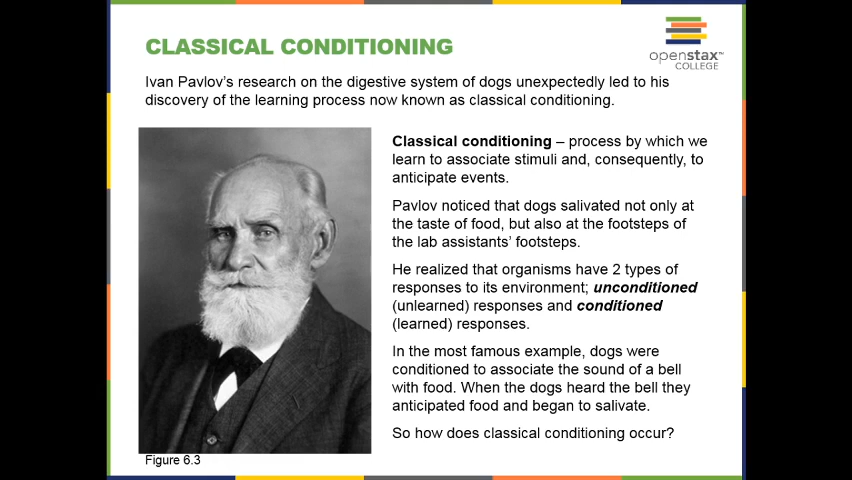 CLASSICAL CONDITIONING
openstax™
COLLEGE
Ivan Pavlov's research on the digestive system of dogs unexpectedly led to his
discovery of the learning process now known as classical conditioning.
Classical conditioning – process by which we
learn to associate stimuli and, consequently, to
anticipate events.
Pavlov noticed that dogs salivated not only at
the taste of food, but also at the footsteps of
the lab assistants' footsteps.
He realized that organisms have 2 types of
responses to its environment; unconditioned
(unlearned) responses and conditioned
(learned) responses.
In the most famous example, dogs were
conditioned to associate the sound of a bell
with food. When the dogs heard the bell they
anticipated food and began to salivate.
So how does classical conditioning occur?
Figure 6.3